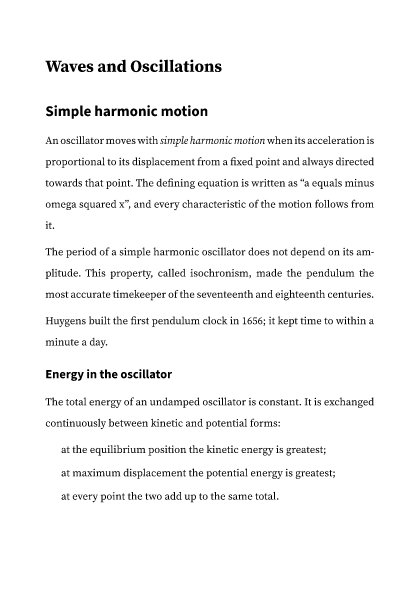 Waves and Oscillations
Simple harmonic motion
An oscillator moves with simple harmonic motion when its acceleration is
proportional to its displacement from a fixed point and always directed
towards that point. The defining equation is written as “a equals minus
omega squared x”, and every characteristic of the motion follows from
it.
The period of a simple harmonic oscillator does not depend on its am-
plitude. This property, called isochronism, made the pendulum the
most accurate timekeeper of the seventeenth and eighteenth centuries.
Huygens built the first pendulum clock in 1656; it kept time to within a
minute a day.
Energy in the oscillator
The total energy of an undamped oscillator is constant. It is exchanged
continuously between kinetic and potential forms:
at the equilibrium position the kinetic energy is greatest;
at maximum displacement the potential energy is greatest;
at every point the two add up to the same total.